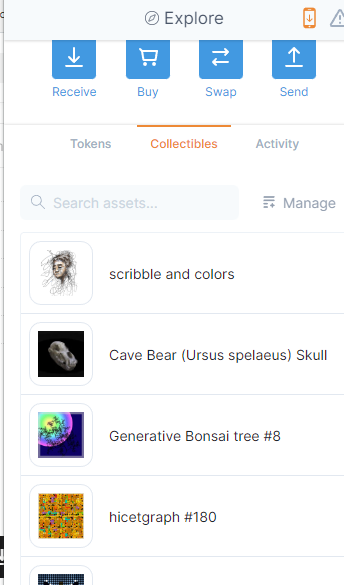 Explore
Receive
Buy
Swap
Send
Tokens
Collectibles
Activity
Search assets...
Manage
scribble and colors
Cave Bear (Ursus spelaeus) Skull
Generative Bonsai tree #8
hicetgraph #180